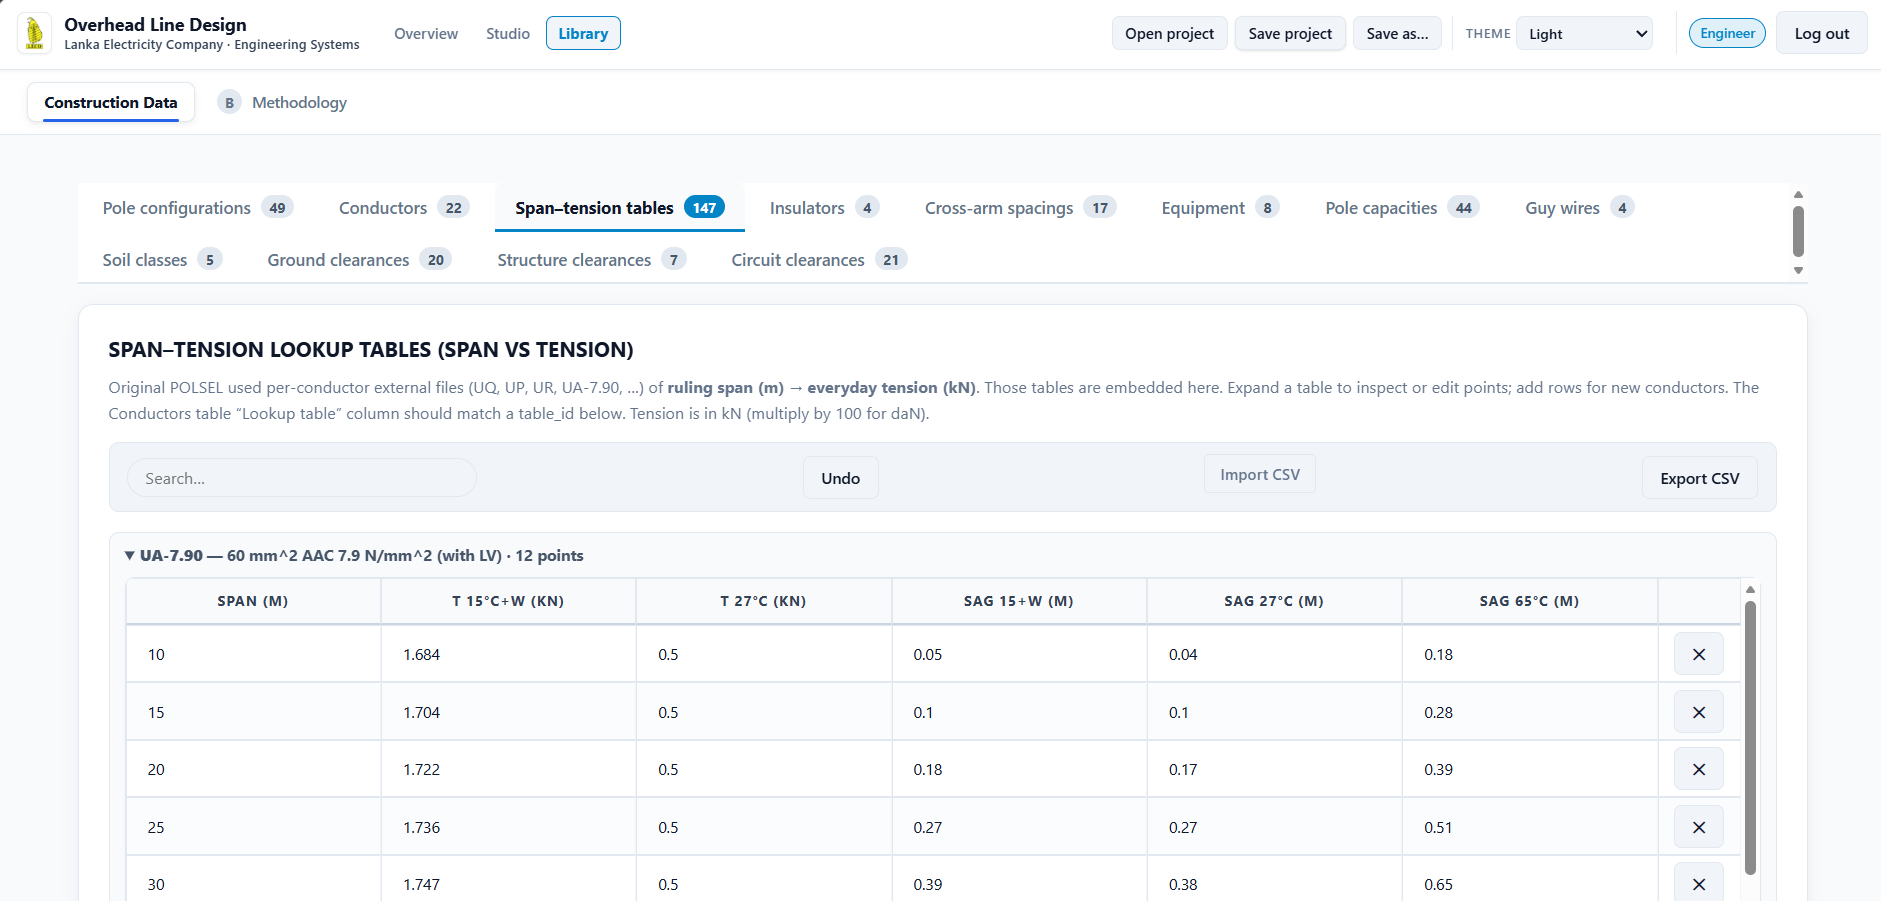 Overhead Line Design
Lanka Electricity Company · Engineering Systems
Overview
Studio
Library
Open project
Save project
Save as...
THEME
Light
Engineer
Log out
LECO
Construction Data
B Methodology
Pole configurations 49
Conductors 22
Span–tension tables 147
Insulators 4
Cross-arm spacings 17
Equipment 8
Pole capacities 44
Guy wires 4
Soil classes 5
Ground clearances 20
Structure clearances 7
Circuit clearances 21
SPAN–TENSION LOOKUP TABLES (SPAN VS TENSION)
Original POLSEL used per-conductor external files (UQ, UP, UR, UA-7.90, ...) of ruling span (m) → everyday tension (kN). Those tables are embedded here. Expand a table to inspect or edit points; add rows for new conductors. The
Conductors table “Lookup table” column should match a table_id below. Tension is in kN (multiply by 100 for daN).
Search...
Undo
Import CSV
Export CSV
▼ UA-7.90 — 60 mm^2 AAC 7.9 N/mm^2 (with LV) · 12 points
SPAN (M) T 15°C+W (KN) T 27°C (KN) SAG 15+W (M) SAG 27°C (M) SAG 65°C (M)
10 1.684 0.5 0.05 0.04 0.18 ×
15 1.704 0.5 0.1 0.1 0.28 ×
20 1.722 0.5 0.18 0.17 0.39 ×
25 1.736 0.5 0.27 0.27 0.51 ×
30 1.747 0.5 0.39 0.38 0.65 ×